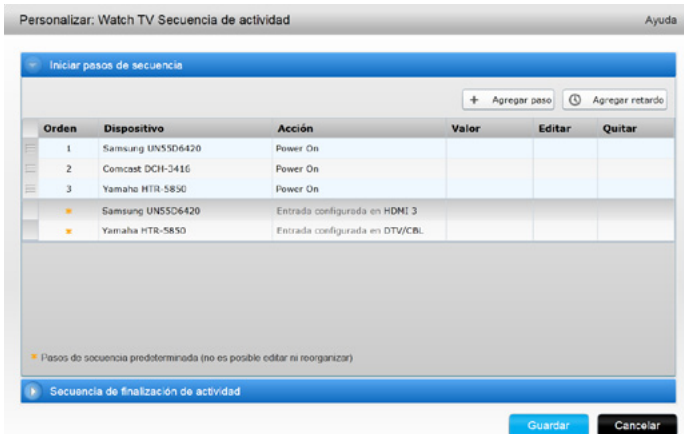 Personalizar: Watch TV Secuencia de actividad Ayuda
Iniciar pasos de secuencia
+ Agregar paso Agregar retardo
Orden Dispositivo Acción Valor Editar Quitar
1 Samsung UN55D6420 Power On
2 Comcast DCH-3416 Power On
3 Yamaha HTR-5850 Power On
Samsung UN55D6420 Entrada configurada en HDMI 3
Yamaha HTR-5850 Entrada configurada en DTV/CBL
Pasos de secuencia predeterminada (no es posible editar ni reorganizar)
Secuencia de finalización de actividad
Guardar Cancelar